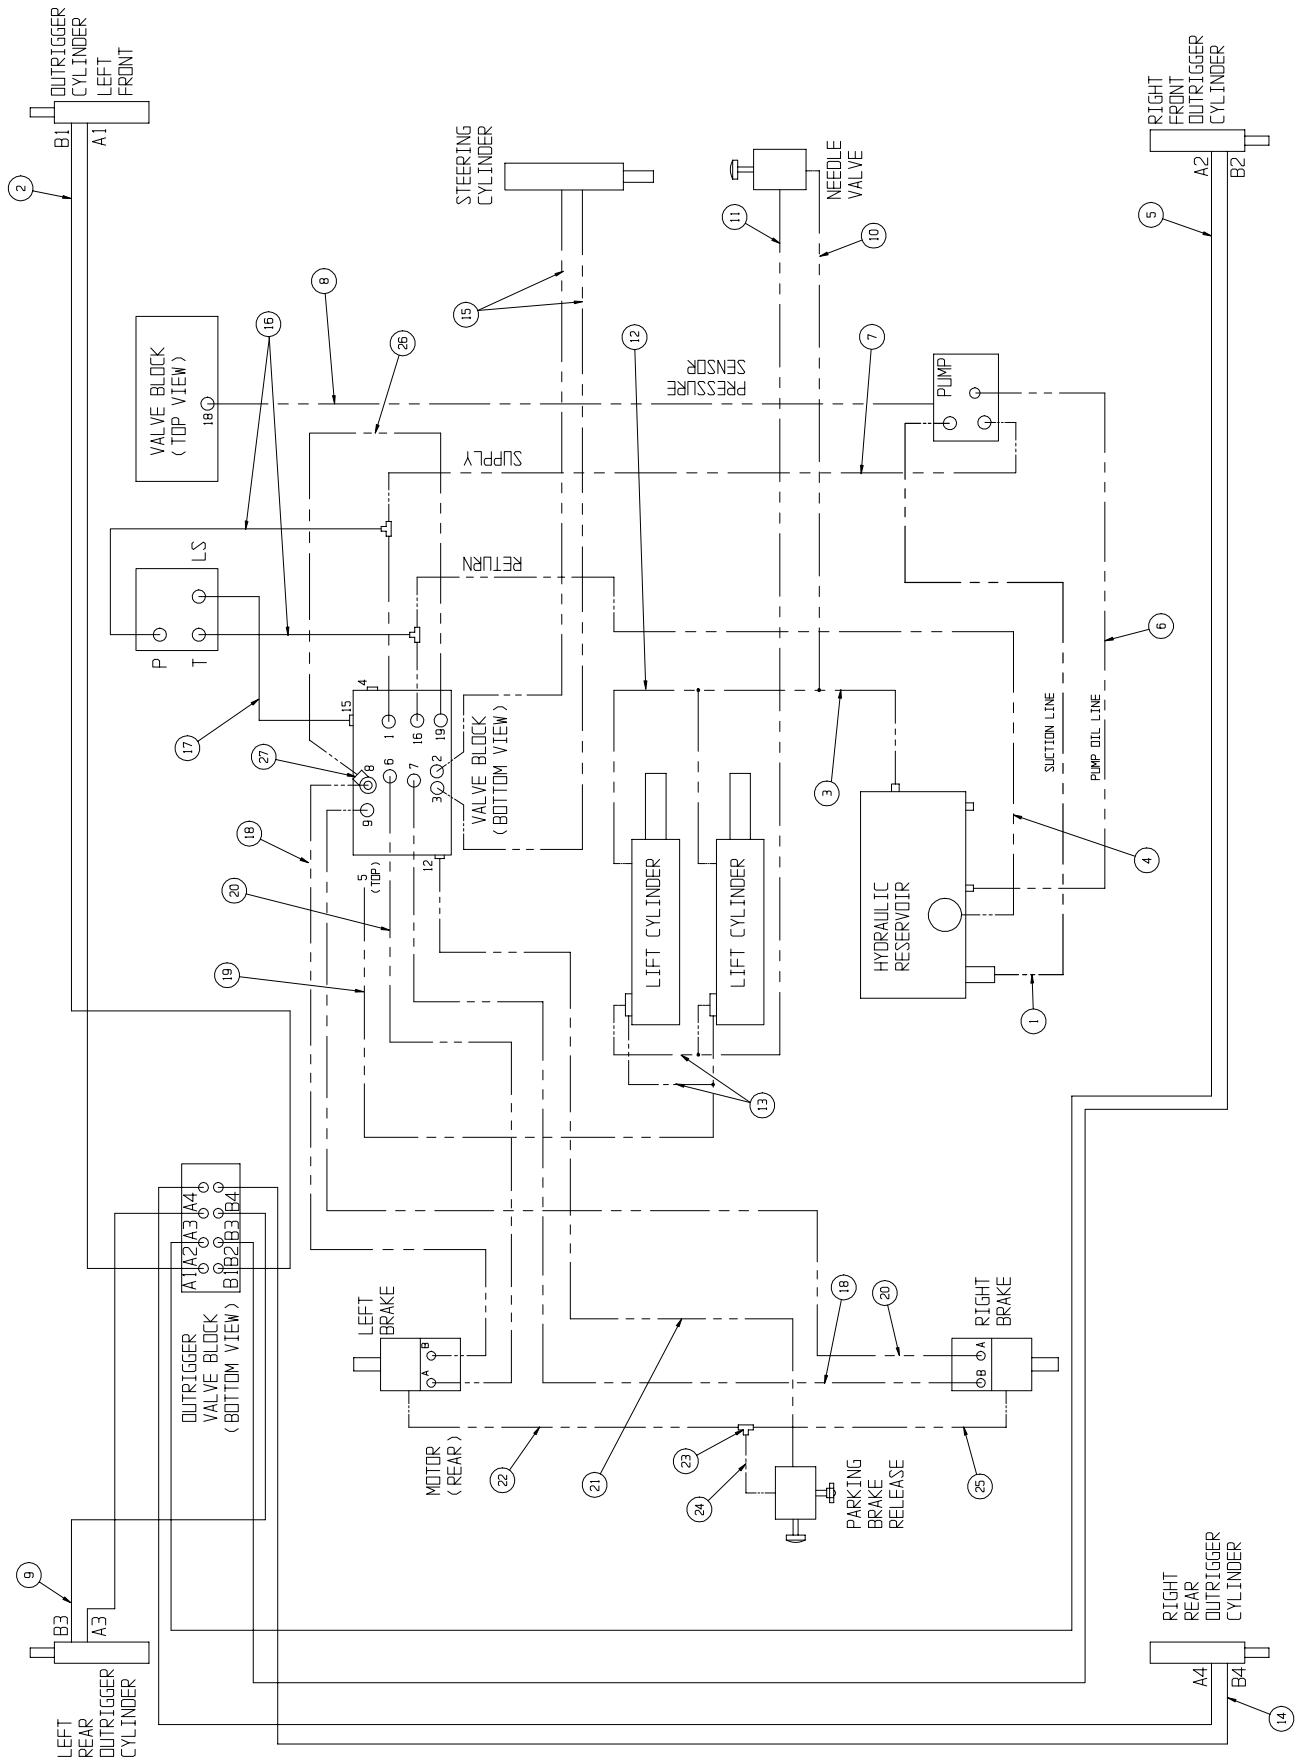 OUTRIGGER
CYLINDER
LEFT
FRONT
B1
A1
2
STEERING
CYLINDER
15
NEEDLE
VALVE
11
10
RIGHT
FRONT
OUTRIGGER
CYLINDER
A2
B2
5
VALVE BLOCK
(TOP VIEW)
18
8
16
26
12
7
PRESSURE
SENSOR
PUMP
SUPPLY
RETURN
LS
P
T
17
6
SUCTION LINE
PUMP OIL LINE
27
15
4
1
16
19
8
6
7
2
3
9
12
5
(TOP)
VALVE BLOCK
(BOTTOM VIEW)
18
20
19
LIFT CYLINDER
LIFT CYLINDER
13
HYDRAULIC
RESERVOIR
3
4
1
A1
A2
A3
A4
B1
B2
B3
B4
OUTRIGGER
VALVE BLOCK
(BOTTOM VIEW)
LEFT
BRAKE
B
A
MOTOR
(REAR)
22
21
23
24
PARKING
BRAKE
RELEASE
18
20
RIGHT
BRAKE
A
B
25
9
B3
A3
LEFT
REAR
OUTRIGGER
CYLINDER
RIGHT
REAR
OUTRIGGER
CYLINDER
A4
B4
14